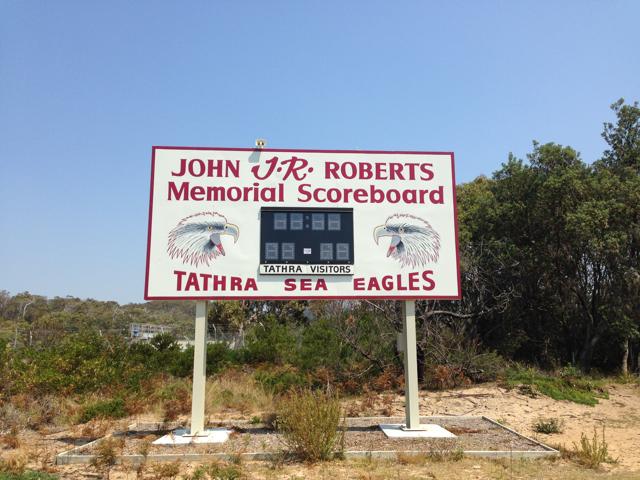 JOHN J.R. ROBERTS
Memorial Scoreboard
TATHRA VISITORS
TATHRA SEA EAGLES